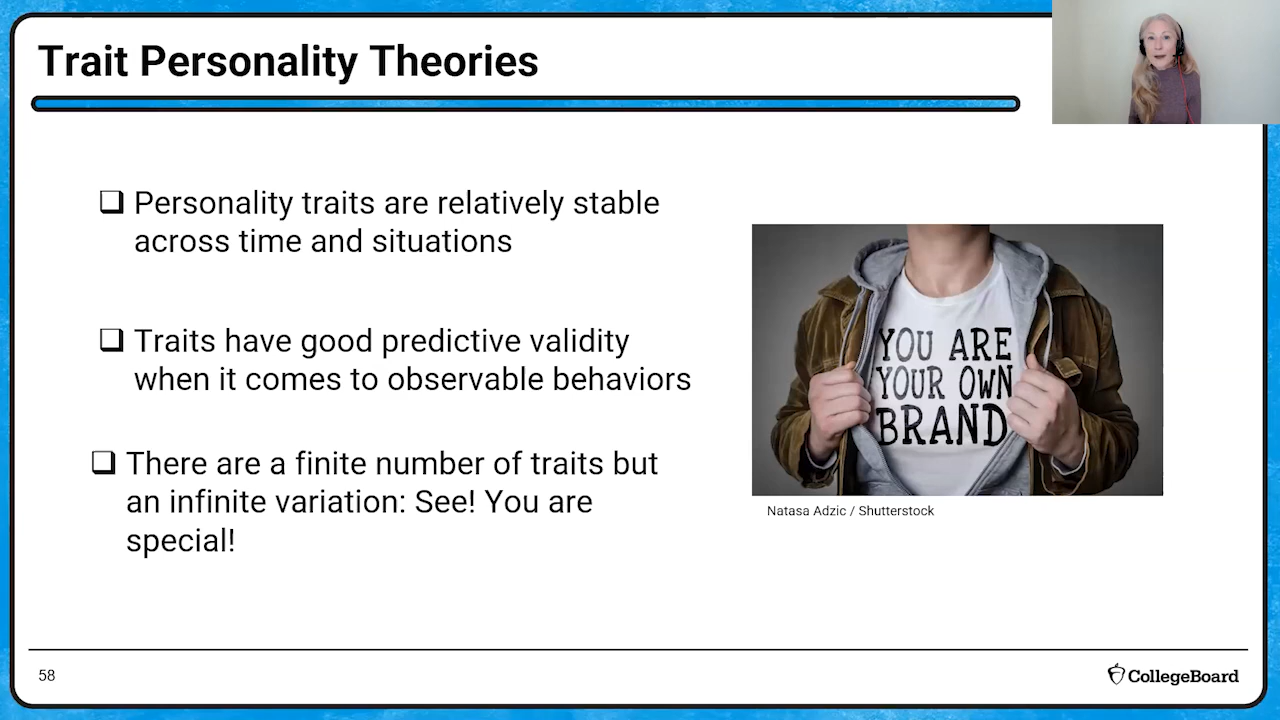 Trait Personality Theories
❑ Personality traits are relatively stable
across time and situations
❑ Traits have good predictive validity
when it comes to observable behaviors
❑ There are a finite number of traits but
an infinite variation: See! You are
special!
YOU ARE
YOUR OWN
BRAND
Natasa Adzic / Shutterstock
58
CollegeBoard